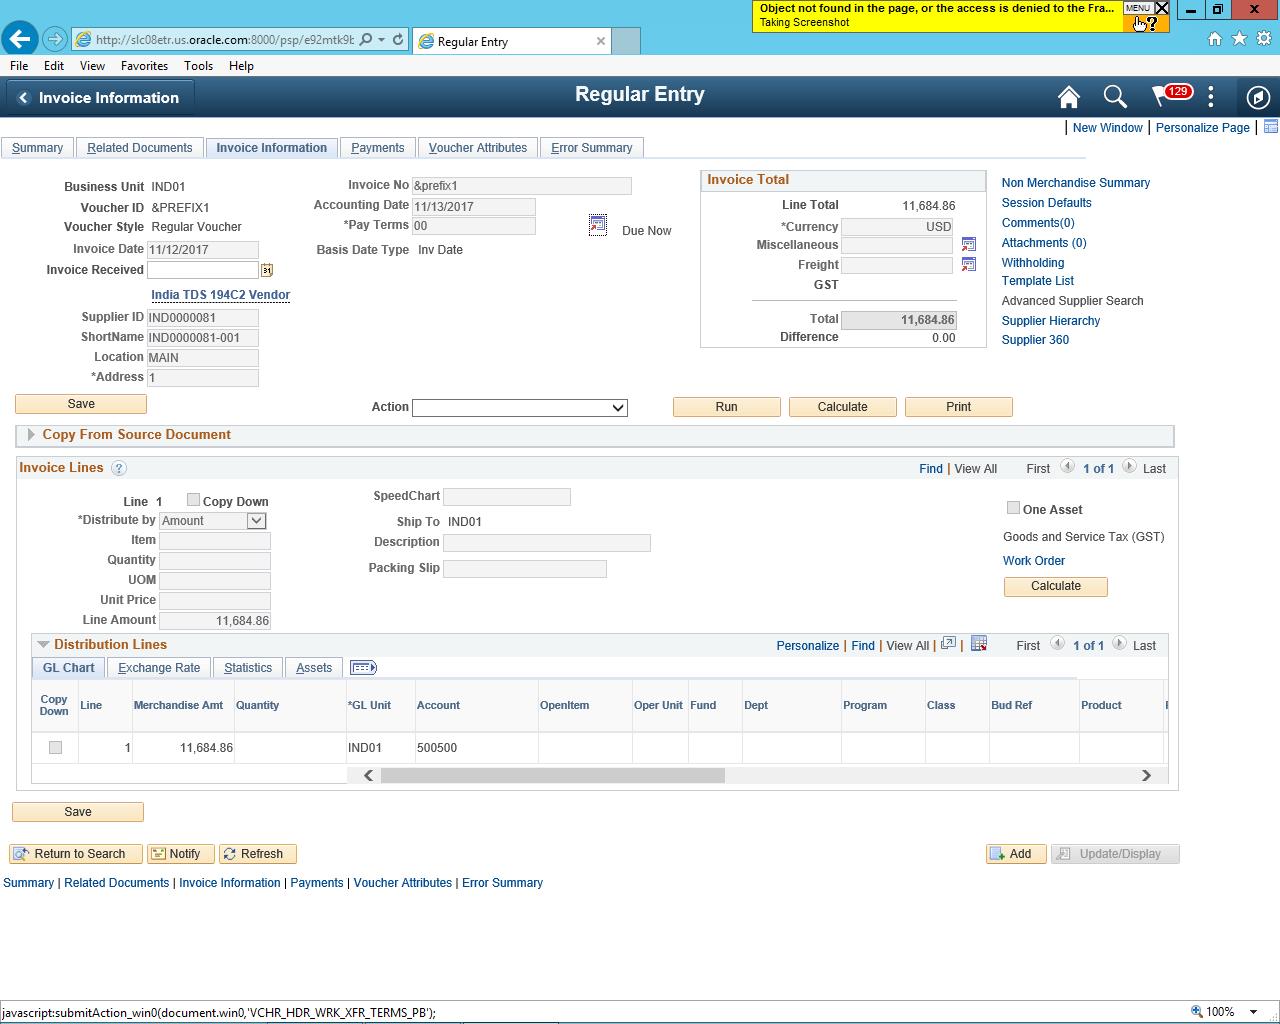 Object not found in the page, or the access is denied to the Fra... MENU
Taking Screenshot
http://slc08etr.us.oracle.com:8000/psp/e92mtk9t
Regular Entry
File Edit View Favorites Tools Help
Invoice Information
Regular Entry
129
New Window | Personalize Page |
Summary Related Documents Invoice Information Payments Voucher Attributes Error Summary
Business Unit IND01
Voucher ID &PREFIX1
Voucher Style Regular Voucher
Invoice Date 11/12/2017
Invoice Received 31
India TDS 194C2 Vendor
Supplier ID IND0000081
ShortName IND0000081-001
Location MAIN
*Address 1
Invoice No &prefix1
Accounting Date 11/13/2017
*Pay Terms 00
Due Now
Basis Date Type Inv Date
Invoice Total
Line Total 11,684.86
*Currency USD
Miscellaneous
Freight
GST
Total 11,684.86
Difference 0.00
Non Merchandise Summary
Session Defaults
Comments(0)
Attachments (0)
Withholding
Template List
Advanced Supplier Search
Supplier Hierarchy
Supplier 360
Save
Action
Run Calculate Print
Copy From Source Document
Invoice Lines ?
Find | View All First 1 of 1 Last
Line 1 Copy Down
*Distribute by Amount
Item
Quantity
UOM
Unit Price
Line Amount 11,684.86
SpeedChart
Ship To IND01
Description
Packing Slip
One Asset
Goods and Service Tax (GST)
Work Order
Calculate
Distribution Lines
Personalize | Find | View All | | First 1 of 1 Last
GL Chart Exchange Rate Statistics Assets
Copy Down Line Merchandise Amt Quantity *GL Unit Account OpenItem Oper Unit Fund Dept Program Class Bud Ref Product
1 11,684.86 IND01 500500
Save
Return to Search Notify Refresh
Add Update/Display
Summary | Related Documents | Invoice Information | Payments | Voucher Attributes | Error Summary
javascript:submitAction_win0(document.win0,'VCHR_HDR_WRK_XFR_TERMS_PB');
100%